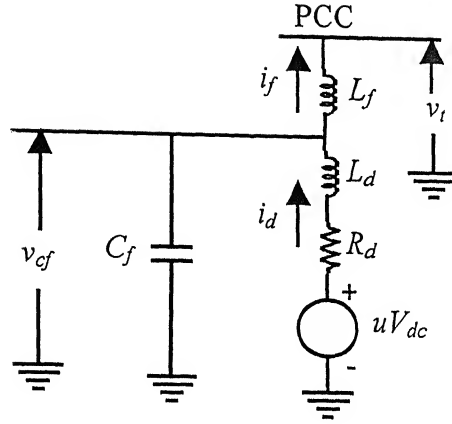 PCC
i_f
L_f
v_t
L_d
i_d
v_cf
C_f
R_d
+
uV_dc
-